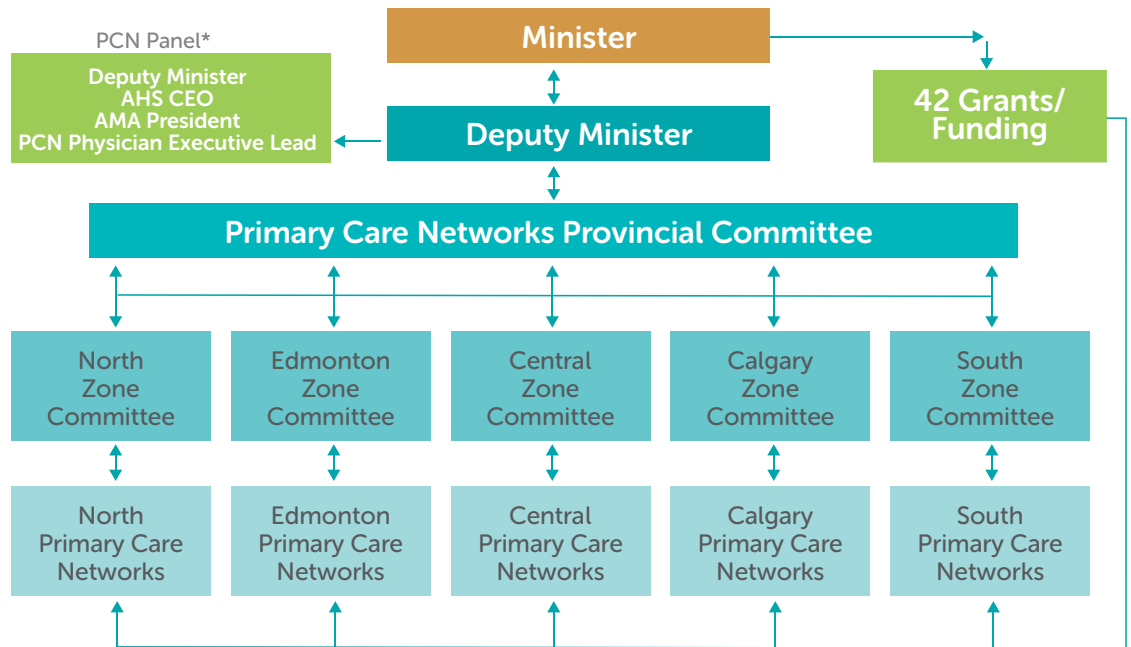 PCN Panel*
Deputy Minister
AHS CEO
AMA President
PCN Physician Executive Lead
Minister
42 Grants/
Funding
Deputy Minister
Primary Care Networks Provincial Committee
North
Zone
Committee
Edmonton
Zone
Committee
Central
Zone
Committee
Calgary
Zone
Committee
South
Zone
Committee
North
Primary Care
Networks
Edmonton
Primary Care
Networks
Central
Primary Care
Networks
Calgary
Primary Care
Networks
South
Primary Care
Networks